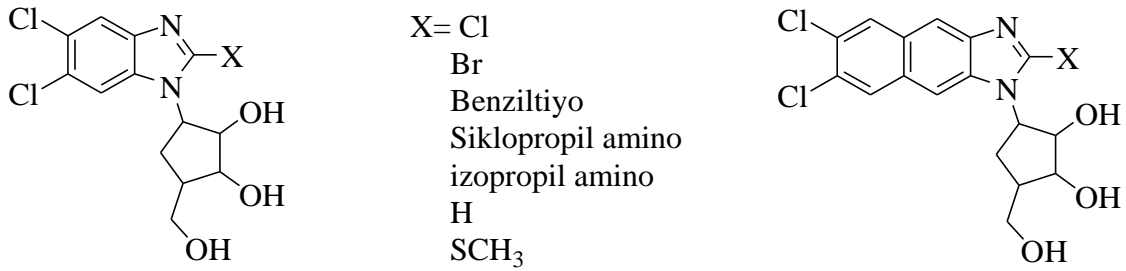 Cl
Cl
N
N
X
OH
OH
OH
X= Cl
Br
Benziltiyo
Siklopropil amino
izopropil amino
H
SCH₃
Cl
Cl
N
N
X
OH
OH
OH